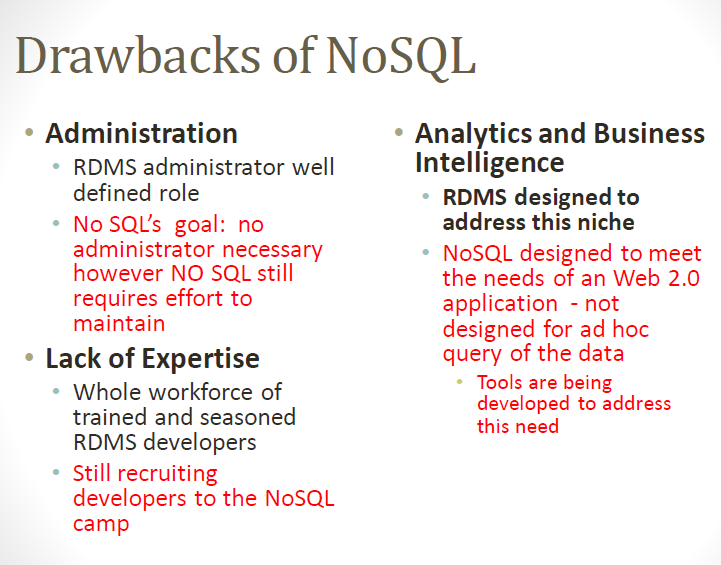 Drawbacks of NoSQL
• Administration
• RDMS administrator well
defined role
• No SQL's goal: no
administrator necessary
however NO SQL still
requires effort to
maintain
• Lack of Expertise
• Whole workforce of
trained and seasoned
RDMS developers
• Still recruiting
developers to the NoSQL
camp
• Analytics and Business
Intelligence
• RDMS designed to
address this niche
• NoSQL designed to meet
the needs of an Web 2.0
application - not
designed for ad hoc
query of the data
• Tools are being
developed to address
this need